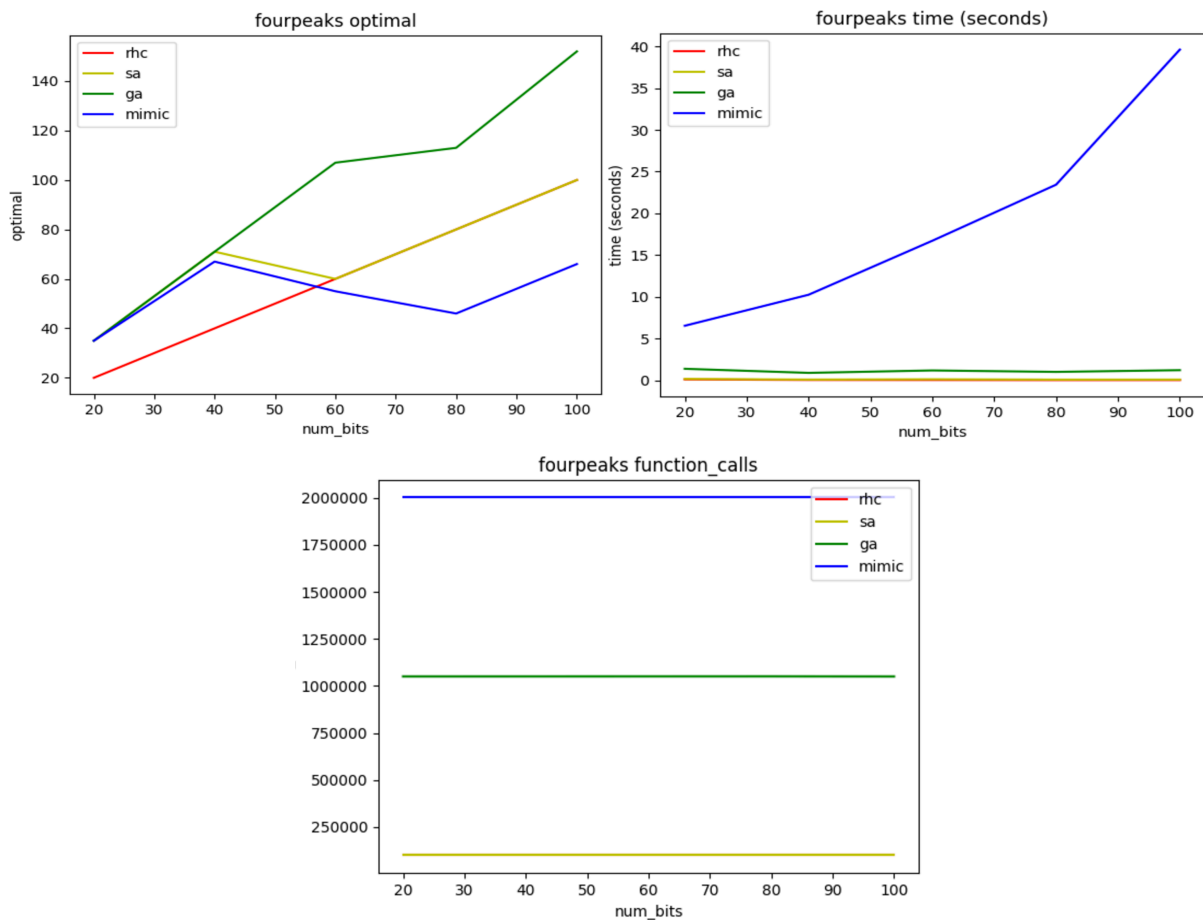 fourpeaks optimal
optimal
140
120
100
80
60
40
20
rhc
sa
ga
mimic
20 30 40 50 60 70 80 90 100
num_bits
fourpeaks time (seconds)
time (seconds)
40
35
30
25
20
15
10
5
0
rhc
sa
ga
mimic
20 30 40 50 60 70 80 90 100
num_bits
fourpeaks function_calls
2000000
1750000
1500000
1250000
1000000
750000
500000
250000
rhc
sa
ga
mimic
20 30 40 50 60 70 80 90 100
num_bits